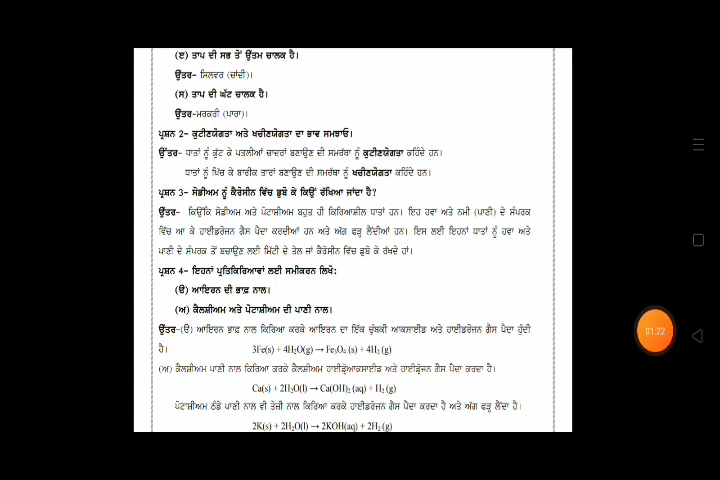 (ੲ) ਤਾਪ ਦੀ ਸਭ ਤੋਂ ਉੱਤਮ ਚਾਲਕ ਹੈ।
ਉੱਤਰ- ਸਿਲਵਰ (ਚਾਂਦੀ)।
(ਸ) ਤਾਪ ਦੀ ਘੱਟ ਚਾਲਕ ਹੈ।
ਉੱਤਰ-ਮਰਕਰੀ (ਪਾਰਾ)।
ਪ੍ਰਸ਼ਨ 2- ਕੁਟੀਣਯੋਗਤਾ ਅਤੇ ਖਚੀਣਯੋਗਤਾ ਦਾ ਭਾਵ ਸਮਝਾਓ।
ਉੱਤਰ- ਧਾਤਾਂ ਨੂੰ ਕੁੱਟ ਕੇ ਪਤਲੀਆਂ ਚਾਦਰਾਂ ਬਣਾਉਣ ਦੀ ਸਮਰੱਥਾ ਨੂੰ ਕੁਟੀਣਯੋਗਤਾ ਕਹਿੰਦੇ ਹਨ।
ਧਾਤਾਂ ਨੂੰ ਖਿੱਚ ਕੇ ਬਾਰੀਕ ਤਾਰਾਂ ਬਣਾਉਣ ਦੀ ਸਮਰੱਥਾ ਨੂੰ ਖਚੀਣਯੋਗਤਾ ਕਹਿੰਦੇ ਹਨ।
ਪ੍ਰਸ਼ਨ 3- ਸੋਡੀਅਮ ਨੂੰ ਕੈਰੋਸੀਨ ਵਿੱਚ ਡੁਬੋ ਕੇ ਕਿਉਂ ਰੱਖਿਆ ਜਾਂਦਾ ਹੈ?
ਉੱਤਰ- ਕਿਉਂਕਿ ਸੋਡੀਅਮ ਅਤੇ ਪੋਟਾਸ਼ੀਅਮ ਬਹੁਤ ਹੀ ਕਿਰਿਆਸ਼ੀਲ ਧਾਤਾਂ ਹਨ। ਇਹ ਹਵਾ ਅਤੇ ਨਮੀ (ਪਾਣੀ) ਦੇ ਸੰਪਰਕ
ਵਿੱਚ ਆ ਕੇ ਹਾਈਡਰੋਜਨ ਗੈਸ ਪੈਦਾ ਕਰਦੀਆਂ ਹਨ ਅਤੇ ਅੱਗ ਫੜ੍ਹ ਲੈਂਦੀਆਂ ਹਨ। ਇਸ ਲਈ ਇਹਨਾਂ ਧਾਤਾਂ ਨੂੰ ਹਵਾ ਅਤੇ
ਪਾਣੀ ਦੇ ਸੰਪਰਕ ਤੋਂ ਬਚਾਉਣ ਲਈ ਮਿੱਟੀ ਦੇ ਤੇਲ ਜਾਂ ਕੈਰੋਸੀਨ ਵਿੱਚ ਡੁਬੋ ਕੇ ਰੱਖਦੇ ਹਾਂ।
ਪ੍ਰਸ਼ਨ 4- ਇਹਨਾਂ ਪ੍ਰਤਿਕਿਰਿਆਵਾਂ ਲਈ ਸਮੀਕਰਨ ਲਿਖੋ:
(ੳ) ਆਇਰਨ ਦੀ ਭਾਫ਼ ਨਾਲ।
(ਅ) ਕੈਲਸ਼ੀਅਮ ਅਤੇ ਪੋਟਾਸ਼ੀਅਮ ਦੀ ਪਾਣੀ ਨਾਲ।
ਉੱਤਰ-(ੳ) ਆਇਰਨ ਭਾਫ਼ ਨਾਲ ਕਿਰਿਆ ਕਰਕੇ ਆਇਰਨ ਦਾ ਇੱਕ ਚੁੰਬਕੀ ਆਕਸਾਈਡ ਅਤੇ ਹਾਈਡਰੋਜਨ ਗੈਸ ਪੈਦਾ ਹੁੰਦੀ
ਹੈ। 3Fe(s) + 4H₂O(g) → Fe₃O₄ (s) + 4H₂ (g)
(ਅ) ਕੈਲਸ਼ੀਅਮ ਪਾਣੀ ਨਾਲ ਕਿਰਿਆ ਕਰਕੇ ਕੈਲਸ਼ੀਅਮ ਹਾਈਡ੍ਰੋਆਕਸਾਈਡ ਅਤੇ ਹਾਈਡ੍ਰੋਜਨ ਗੈਸ ਪੈਦਾ ਕਰਦਾ ਹੈ।
Ca(s) + 2H₂O(l) → Ca(OH)₂ (aq) + H₂ (g)
ਪੋਟਾਸ਼ੀਅਮ ਠੰਡੇ ਪਾਣੀ ਨਾਲ ਵੀ ਤੇਜ਼ੀ ਨਾਲ ਕਿਰਿਆ ਕਰਕੇ ਹਾਈਡਰੋਜਨ ਗੈਸ ਪੈਦਾ ਕਰਦਾ ਹੈ ਅਤੇ ਅੱਗ ਫੜ੍ਹ ਲੈਂਦਾ ਹੈ।
2K(s) + 2H₂O(l) → 2KOH(aq) + 2H₂ (g)
01:22